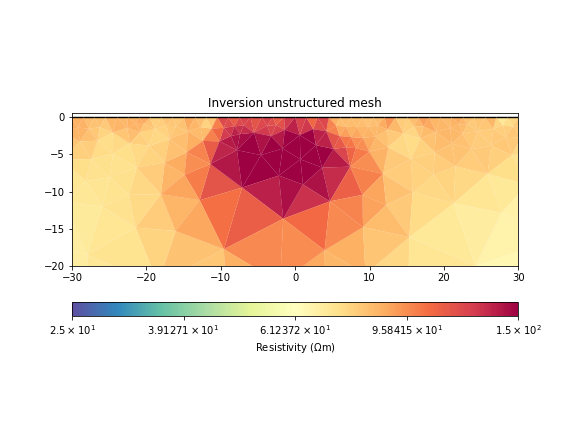 Inversion unstructured mesh
0
−5
−10
−15
−20
−30 −20 −10 0 10 20 30
2.5 × 10¹ 3.91271 × 10¹ 6.12372 × 10¹ 9.58415 × 10¹ 1.5 × 10²
Resistivity (Ωm)